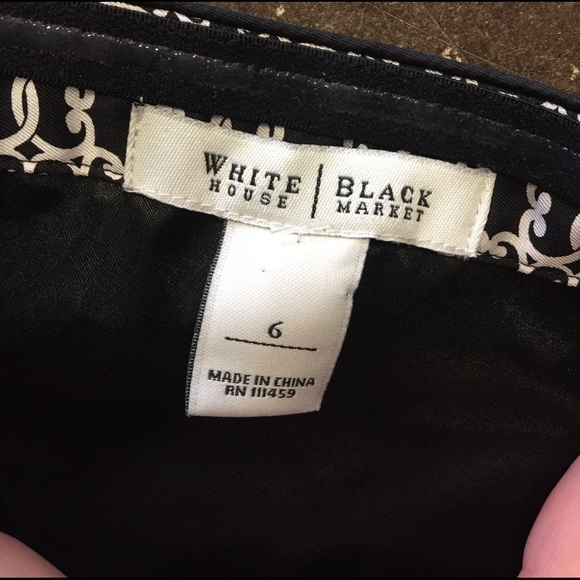 WHITE HOUSE | BLACK MARKET
6
MADE IN CHINA
RN 111459